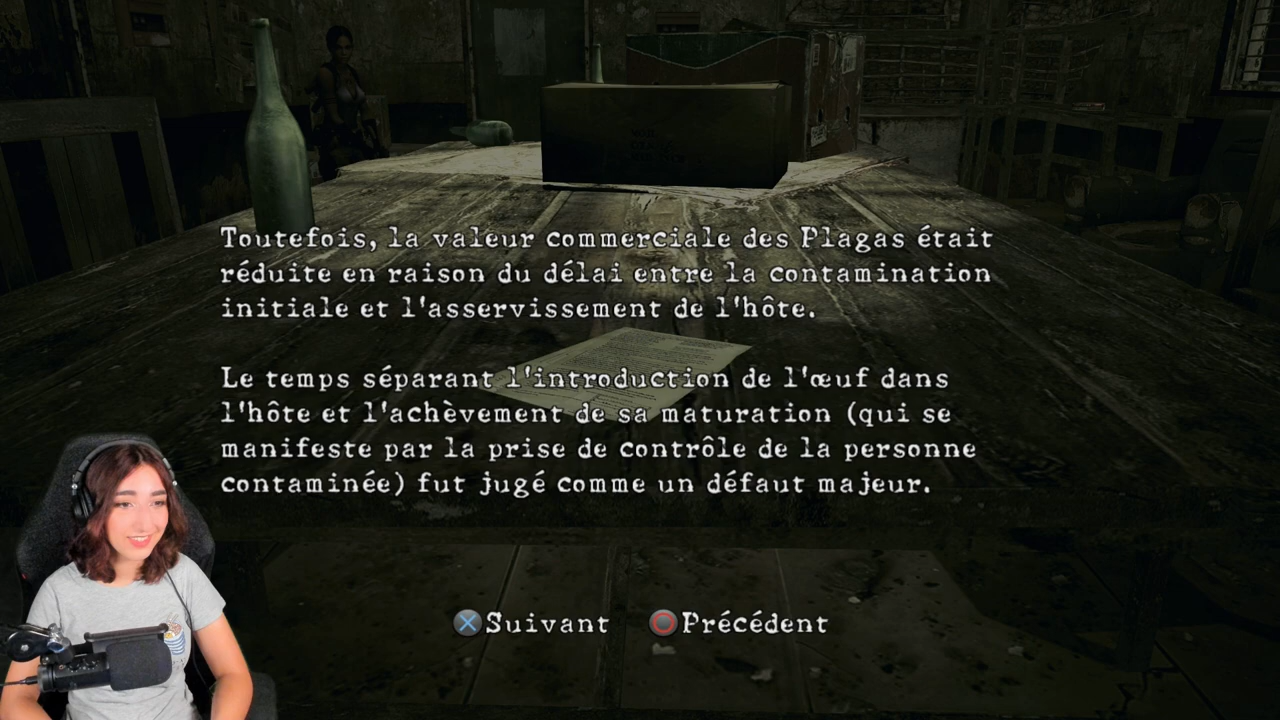 Toutefois, la valeur commerciale des Plagas était
réduite en raison du délai entre la contamination
initiale et l'asservissement de l'hôte.
Le temps séparant l'introduction de l'œuf dans
l'hôte et l'achèvement de sa maturation (qui se
manifeste par la prise de contrôle de la personne
contaminée) fut jugé comme un défaut majeur.
Suivant Précédent